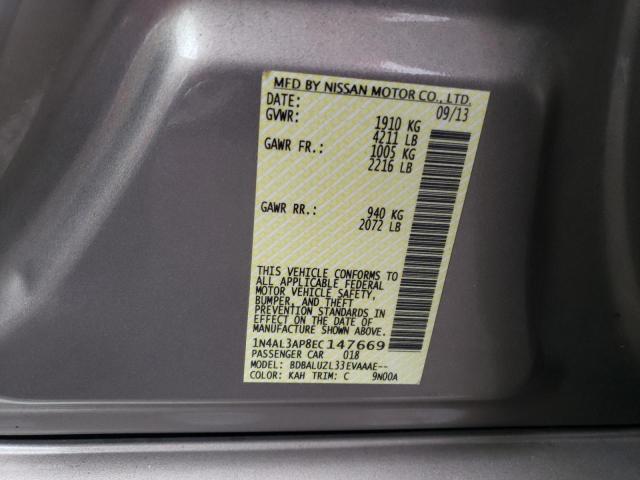 MFD BY NISSAN MOTOR CO., LTD.
DATE: 09/13
GVWR: 1910 KG
4211 LB
GAWR FR.: 1005 KG
2216 LB
GAWR RR.: 940 KG
2072 LB
THIS VEHICLE CONFORMS TO
ALL APPLICABLE FEDERAL
MOTOR VEHICLE SAFETY,
BUMPER, AND THEFT
PREVENTION STANDARDS IN
EFFECT ON THE DATE OF
MANUFACTURE SHOWN ABOVE.
1N4AL3AP8EC147669
PASSENGER CAR 018
MODEL: BDBALUZL33EVAAAE--
COLOR: KAH TRIM: C 9N00A